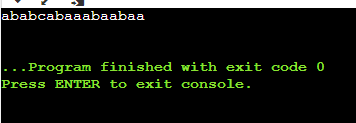 ababcabaaabaabaa
...Program finished with exit code 0
Press ENTER to exit console.